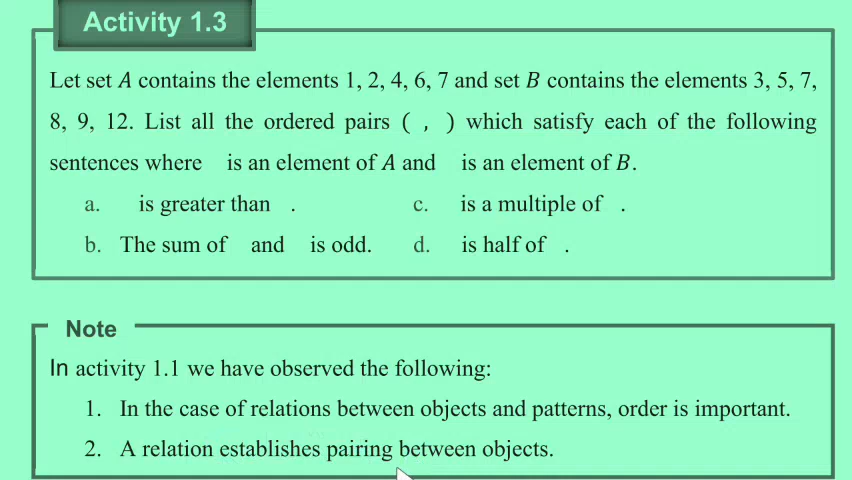 Activity 1.3
Let set A contains the elements 1, 2, 4, 6, 7 and set B contains the elements 3, 5, 7,
8, 9, 12. List all the ordered pairs ( , ) which satisfy each of the following
sentences where is an element of A and is an element of B.
a. is greater than .
c. is a multiple of .
b. The sum of and is odd.
d. is half of .
Note
In activity 1.1 we have observed the following:
1. In the case of relations between objects and patterns, order is important.
2. A relation establishes pairing between objects.